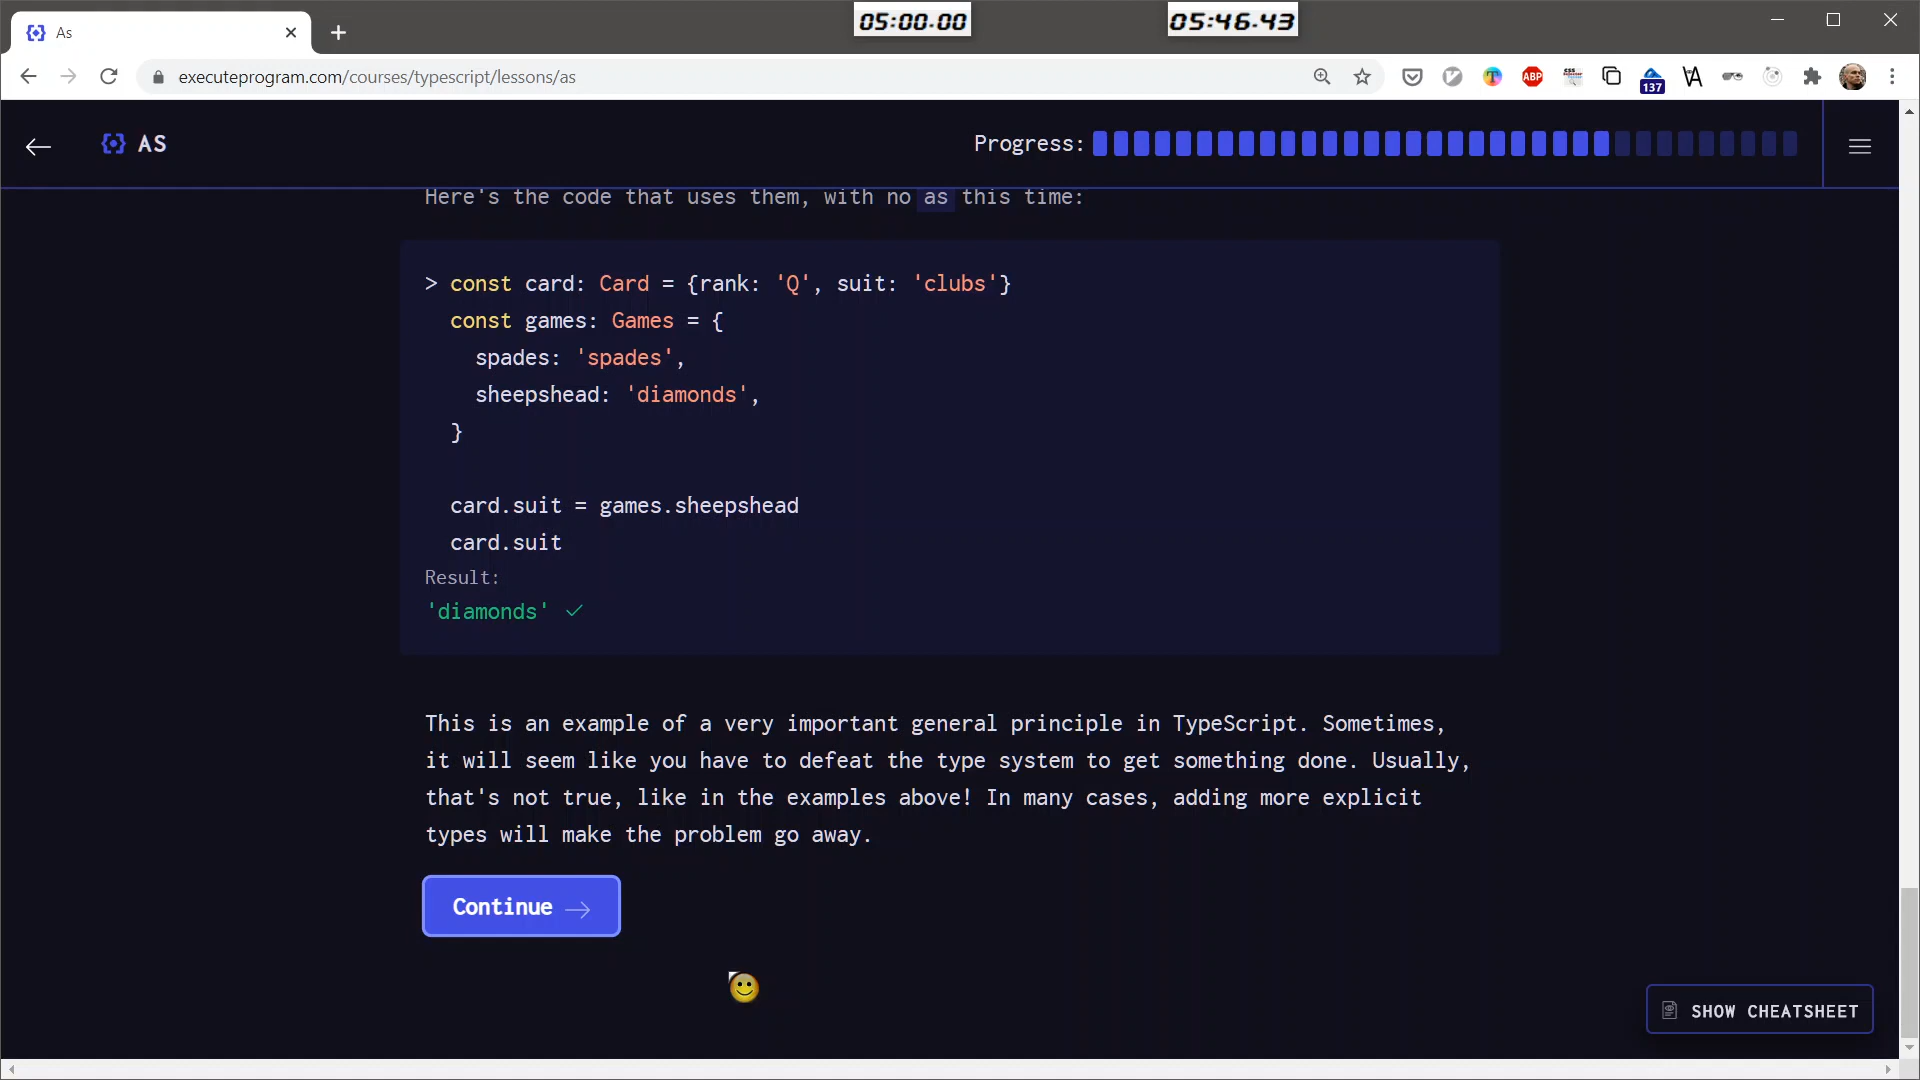 As
05:00.00
05:46.43
executeprogram.com/courses/typescript/lessons/as
ABP
137
AS
Progress:
Here's the code that uses them, with no as this time:
> const card: Card = {rank: 'Q', suit: 'clubs'}
const games: Games = {
spades: 'spades',
sheepshead: 'diamonds',
}
card.suit = games.sheepshead
card.suit
Result:
'diamonds'
This is an example of a very important general principle in TypeScript. Sometimes,
it will seem like you have to defeat the type system to get something done. Usually,
that's not true, like in the examples above! In many cases, adding more explicit
types will make the problem go away.
Continue
SHOW CHEATSHEET